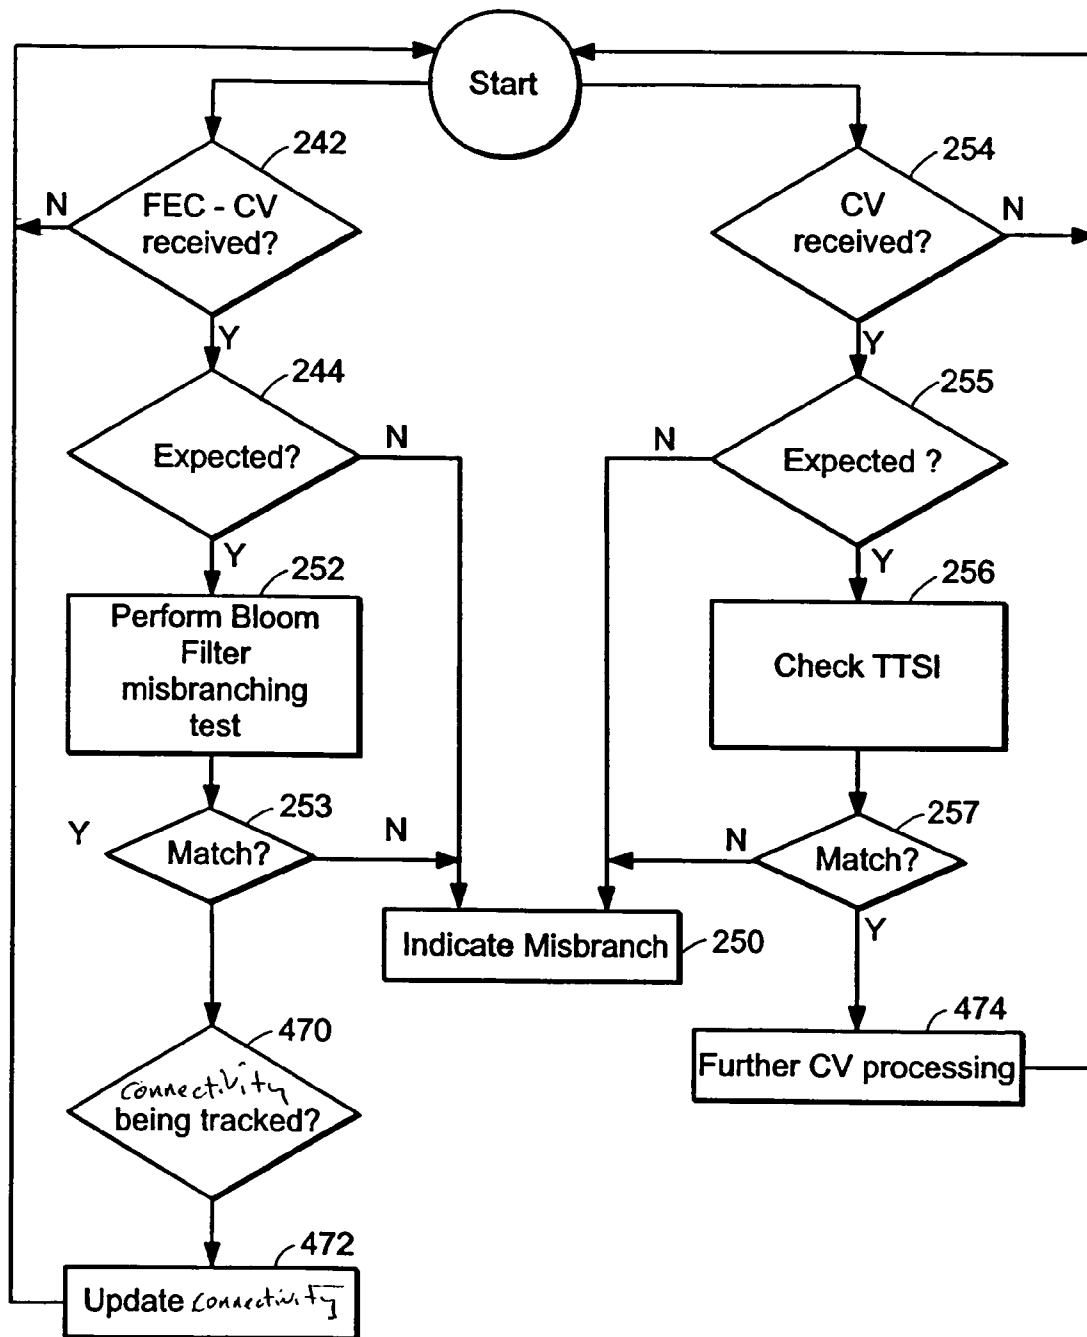 Start
242
FEC - CV
received?
N
Y
244
Expected?
N
Y
252
Perform Bloom
Filter
misbranching
test
253
Y
Match?
N
470
connectivity
being tracked?
472
Update connectivity
254
CV
received?
N
Y
255
N
Expected ?
Y
256
Check TTSI
257
N
Match?
Y
Indicate Misbranch
250
474
Further CV processing